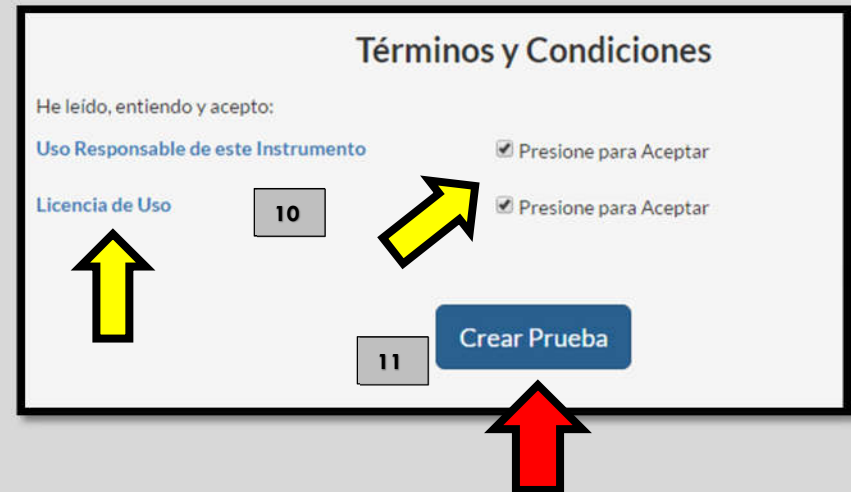 Términos y Condiciones
He leído, entiendo y acepto:
Uso Responsable de este Instrumento Presione para Aceptar
Licencia de Uso 10 Presione para Aceptar
11 Crear Prueba